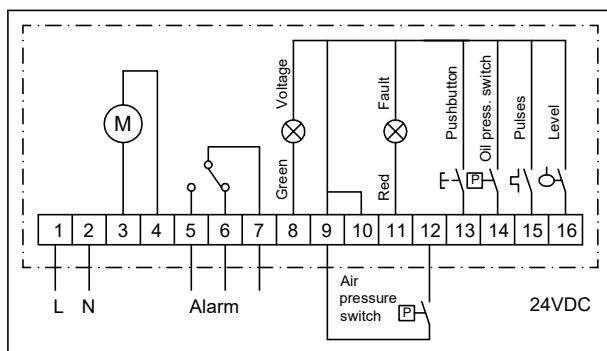 Voltage
Fault
Pushbutton
Oil press. switch
Pulses
Level
M
Green
Red
P
1 2 3 4 5 6 7 8 9 10 11 12 13 14 15 16
L N Alarm
Air
pressure
switch
P
24VDC